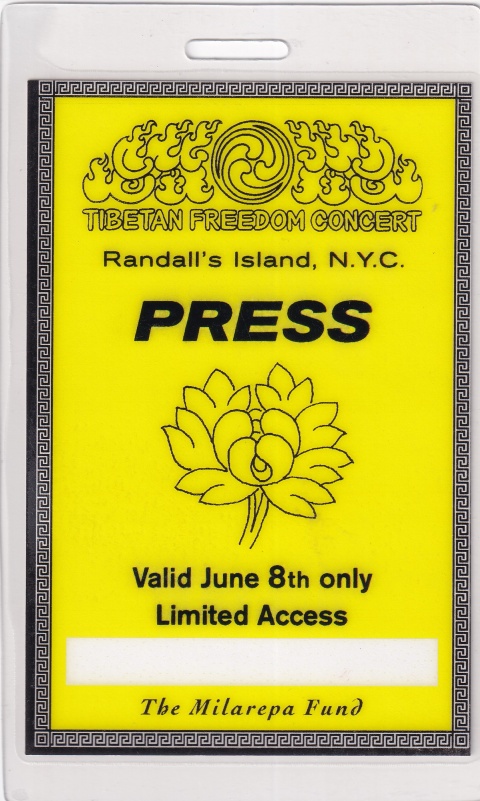 TIBETAN FREEDOM CONCERT
Randall's Island, N.Y.C.
PRESS
Valid June 8th only
Limited Access
The Milarepa Fund